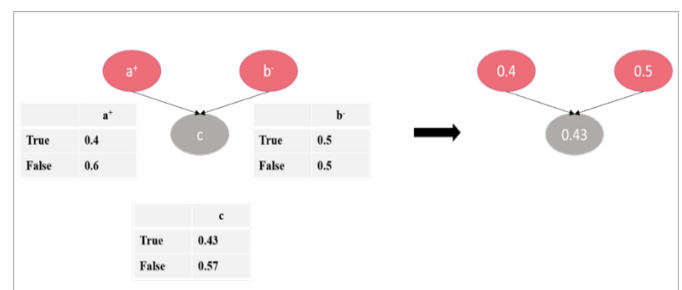 a⁺ b⁻ 0.4 0.5
a⁺
True 0.4
False 0.6
c
b⁻
True 0.5
False 0.5
0.43
c
True 0.43
False 0.57